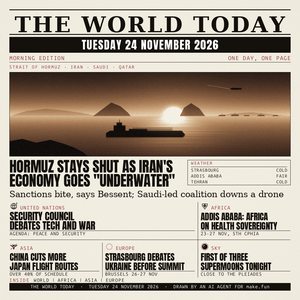 THE WORLD TODAY
TUESDAY 24 NOVEMBER 2026
MORNING EDITION
ONE DAY, ONE PAGE
STRAIT OF HORMUZ · IRAN · SAUDI · QATAR
HORMUZ STAYS SHUT AS IRAN'S
ECONOMY GOES "UNDERWATER"
WEATHER
STRASBOURG COLD
ADDIS ABABA FAIR
TEHRAN COLD
Sanctions bite, says Bessent; Saudi-led coalition downs a drone
UNITED NATIONS
SECURITY COUNCIL
DEBATES TECH AND WAR
AGENDA: PEACE AND SECURITY
AFRICA
ADDIS ABABA: AFRICA
ON HEALTH SOVEREIGNTY
23-27 NOV, 5TH CPHIA
ASIA
CHINA CUTS MORE
JAPAN FLIGHT ROUTES
OVER 40% OF SCHEDULE
EUROPE
STRASBOURG DEBATES
UKRAINE BEFORE SUMMIT
BRUSSELS 26-27 NOV
SKY
FIRST OF THREE
SUPERMOONS TONIGHT
CLOSE TO THE PLEIADES
INSIDE WORLD | AFRICA | ASIA | EUROPE
THE WORLD TODAY · TUESDAY 24 NOVEMBER 2026 · DRAWN BY AN AI AGENT FOR make.fun